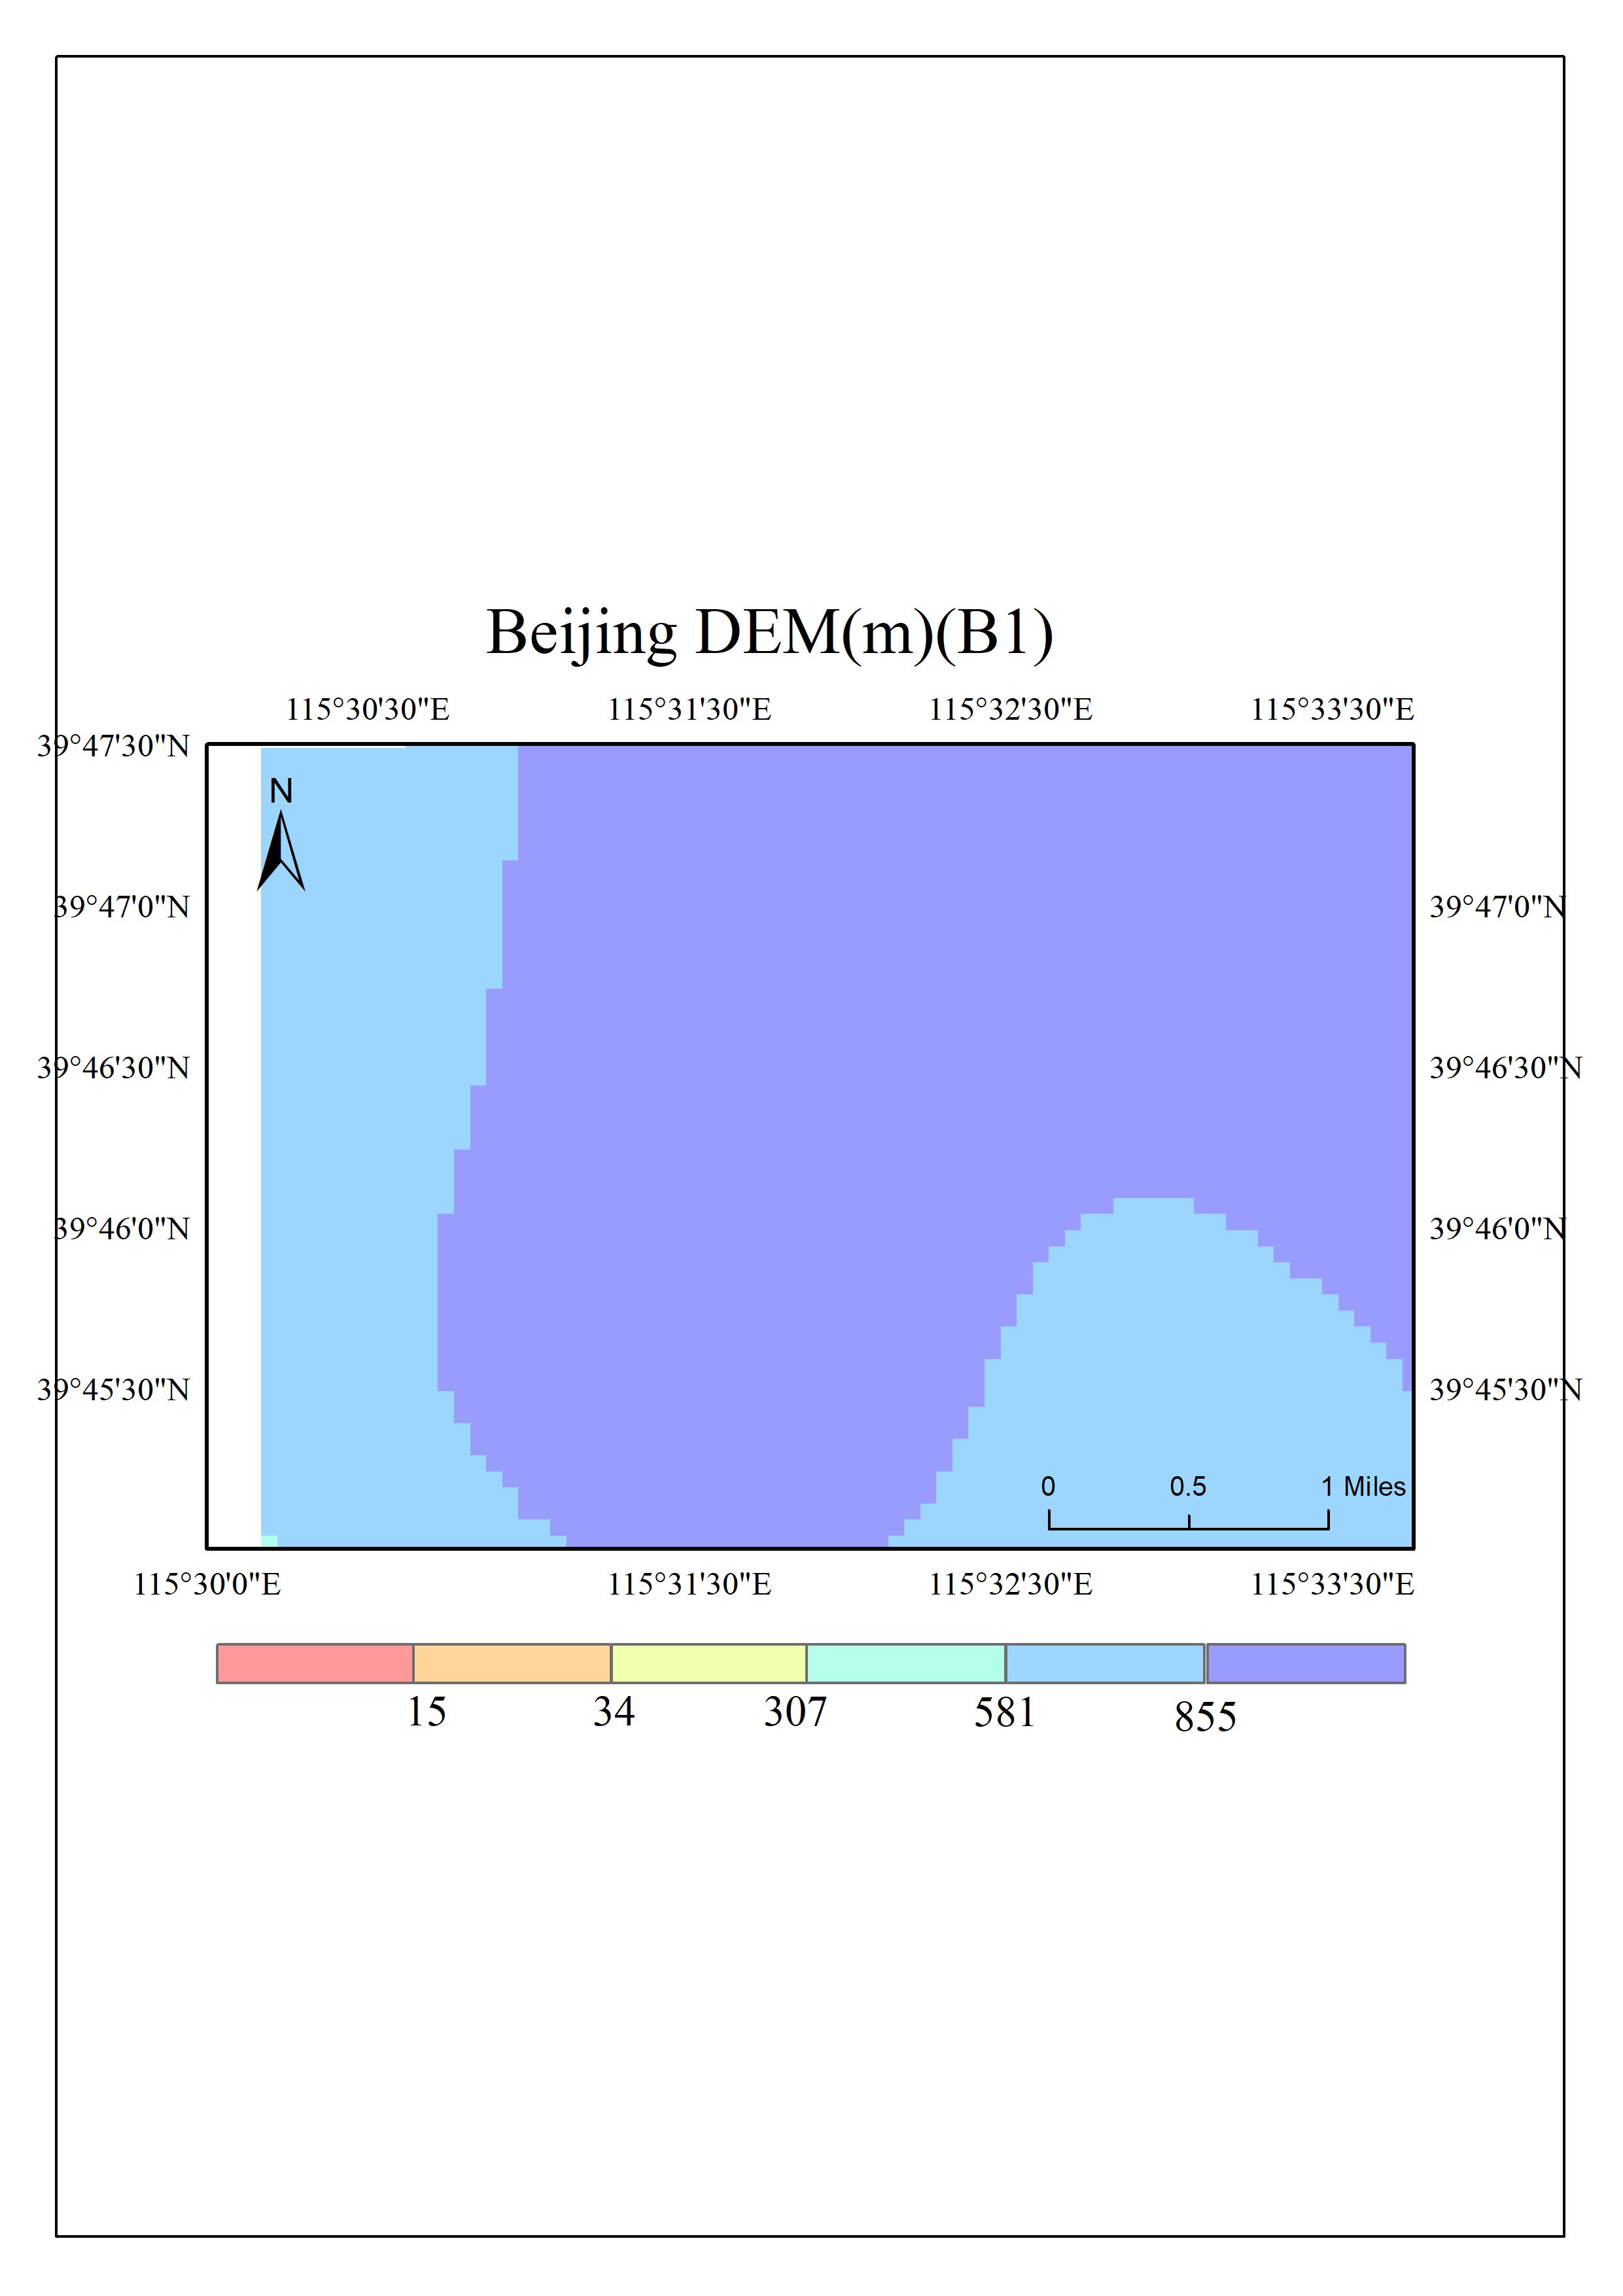 Beijing DEM(m)(B1)
115°30'30"E 115°31'30"E 115°32'30"E 115°33'30"E
39°47'30"N
N
39°47'0"N 39°47'0"N
39°46'30"N 39°46'30"N
39°46'0"N 39°46'0"N
39°45'30"N 39°45'30"N
0 0.5 1 Miles
115°30'0"E 115°31'30"E 115°32'30"E 115°33'30"E
15 34 307 581 855